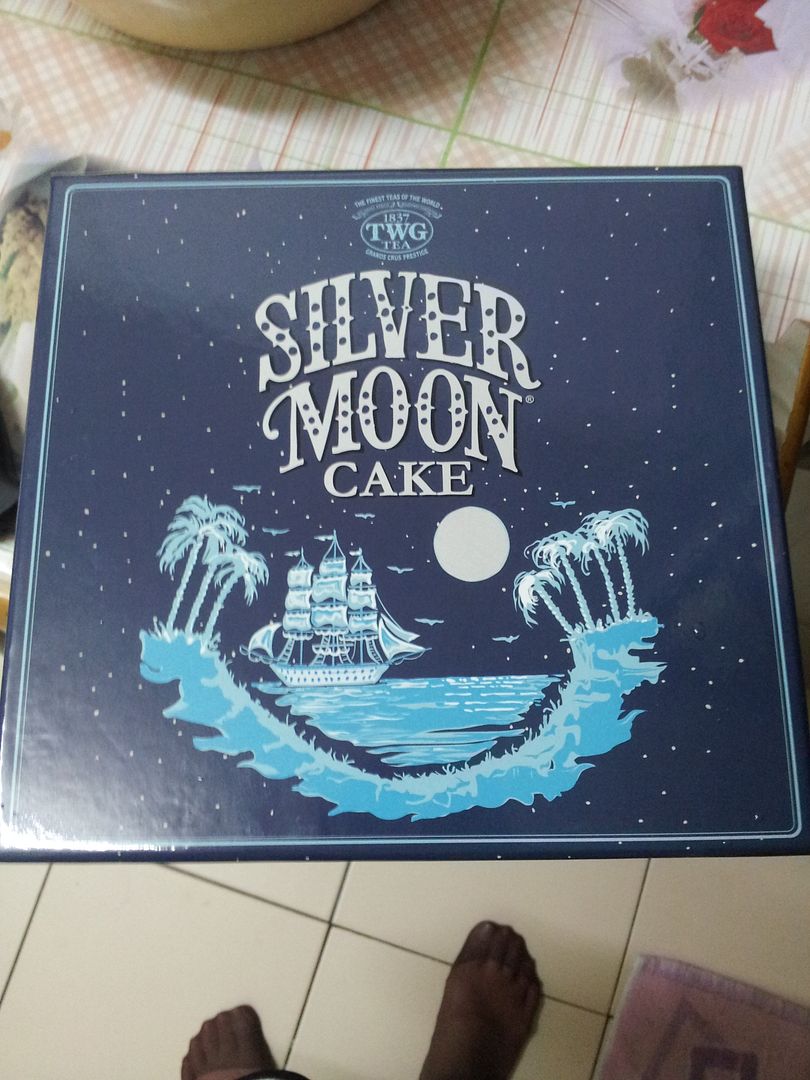 THE FINEST TEAS OF THE WORLD
1837
TWG
TEA
GRANDS CRUS PRESTIGE
SILVER
MOON®
CAKE